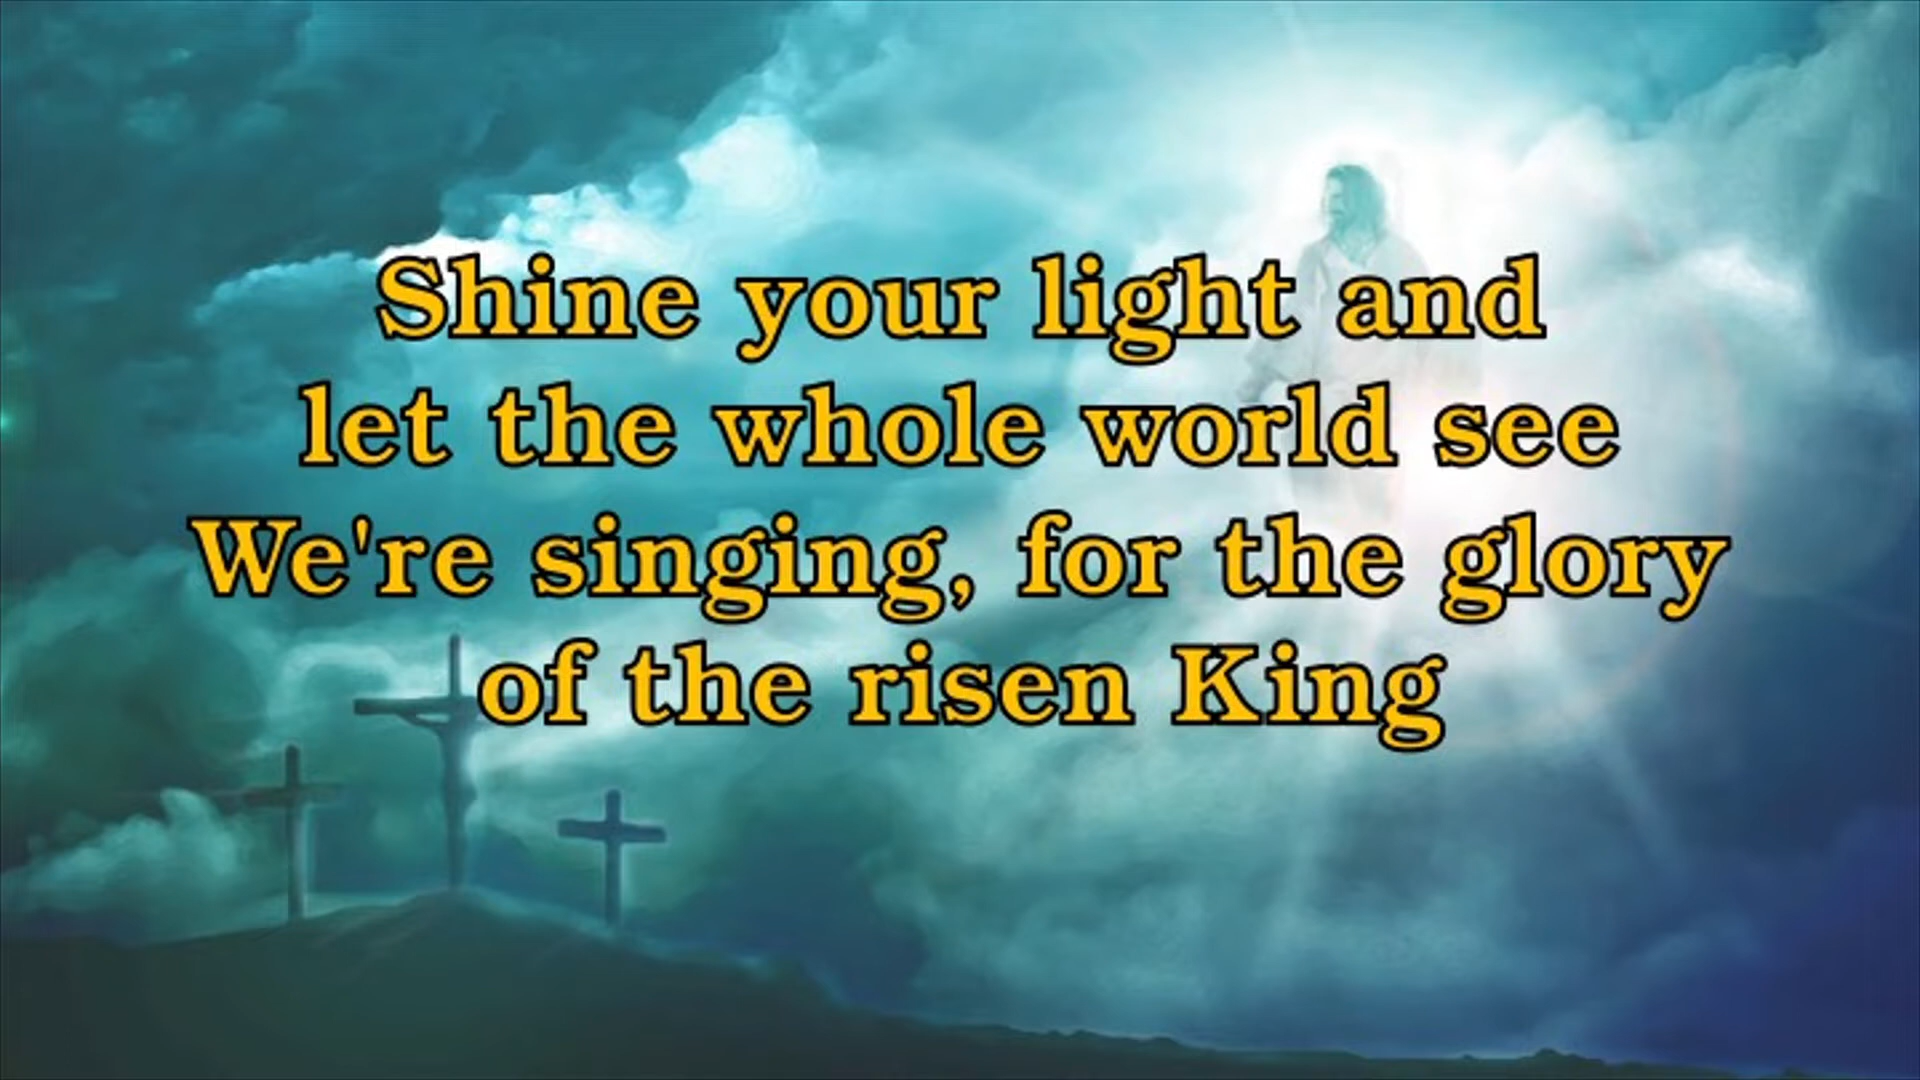 Shine your light and
let the whole world see
We're singing, for the glory
of the risen King